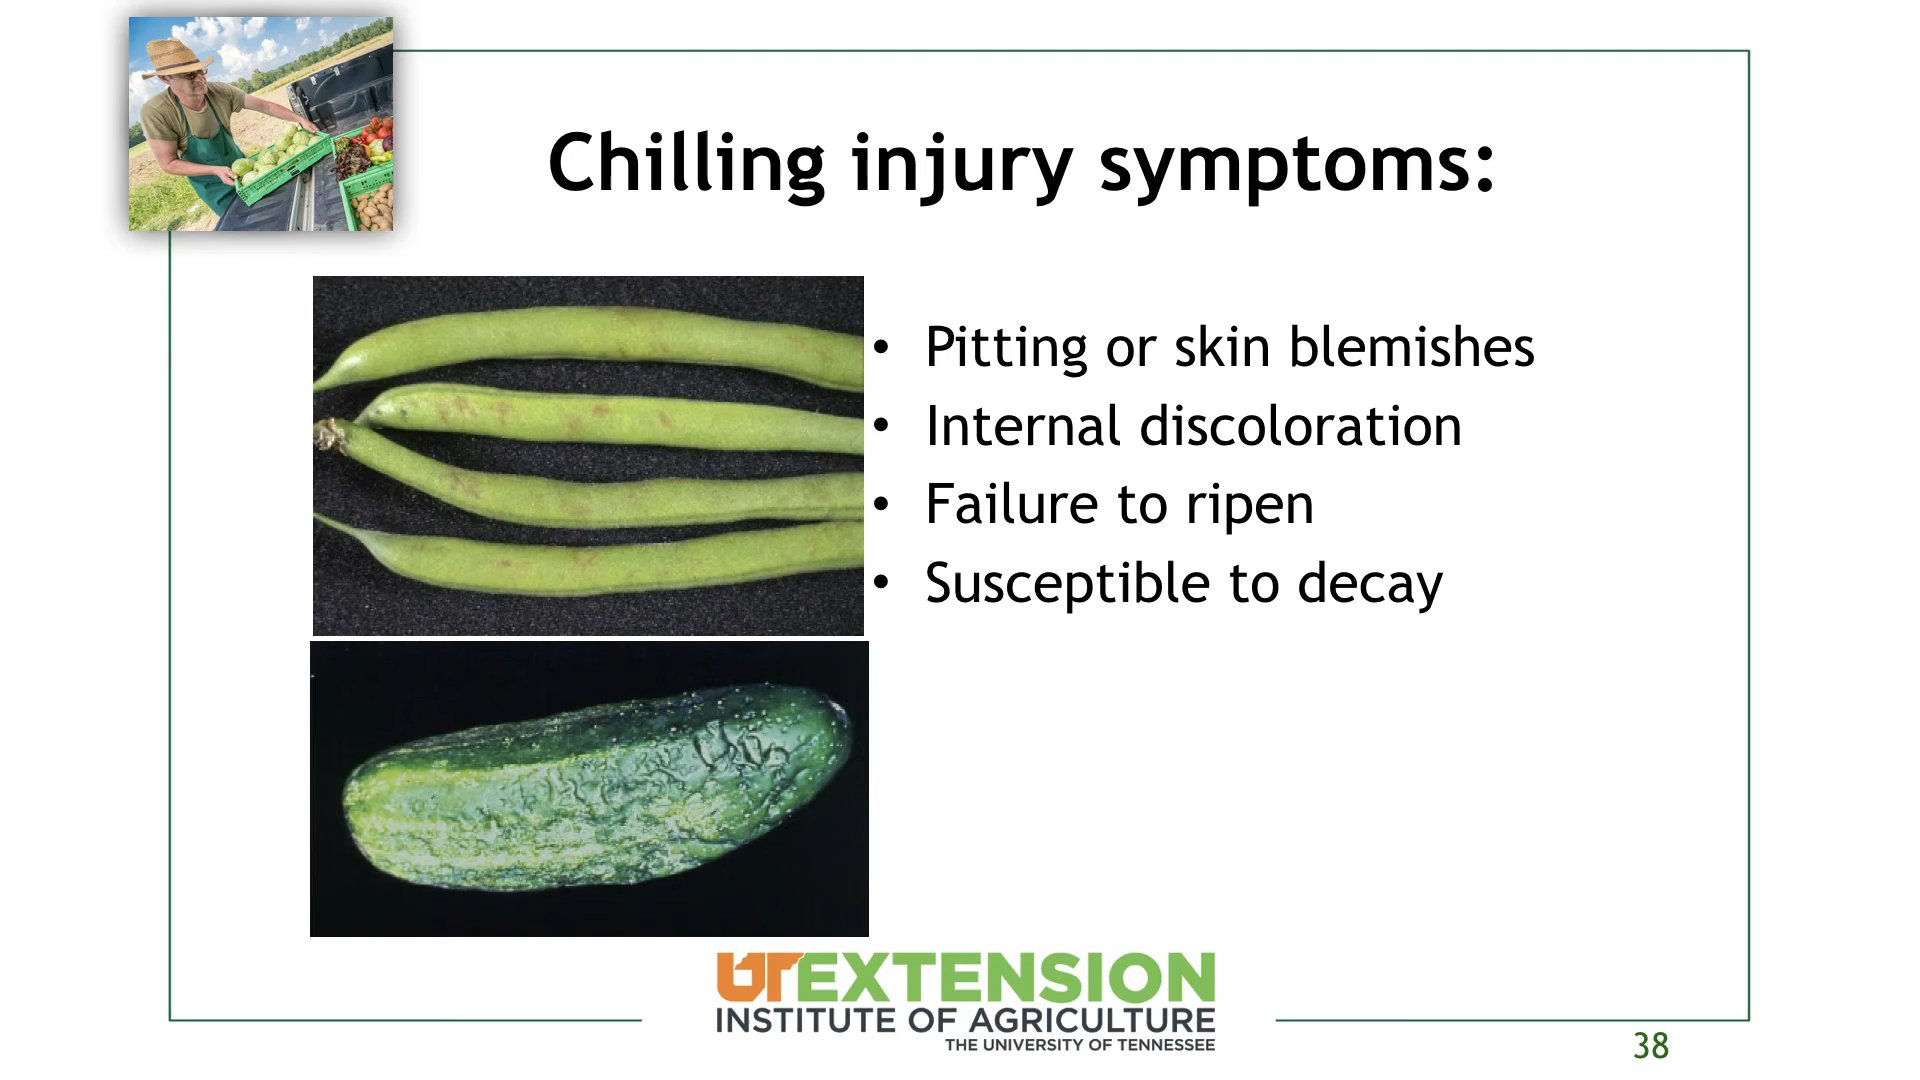 Chilling injury symptoms:
• Pitting or skin blemishes
• Internal discoloration
• Failure to ripen
• Susceptible to decay
UTEXTENSION
INSTITUTE OF AGRICULTURE
THE UNIVERSITY OF TENNESSEE
38